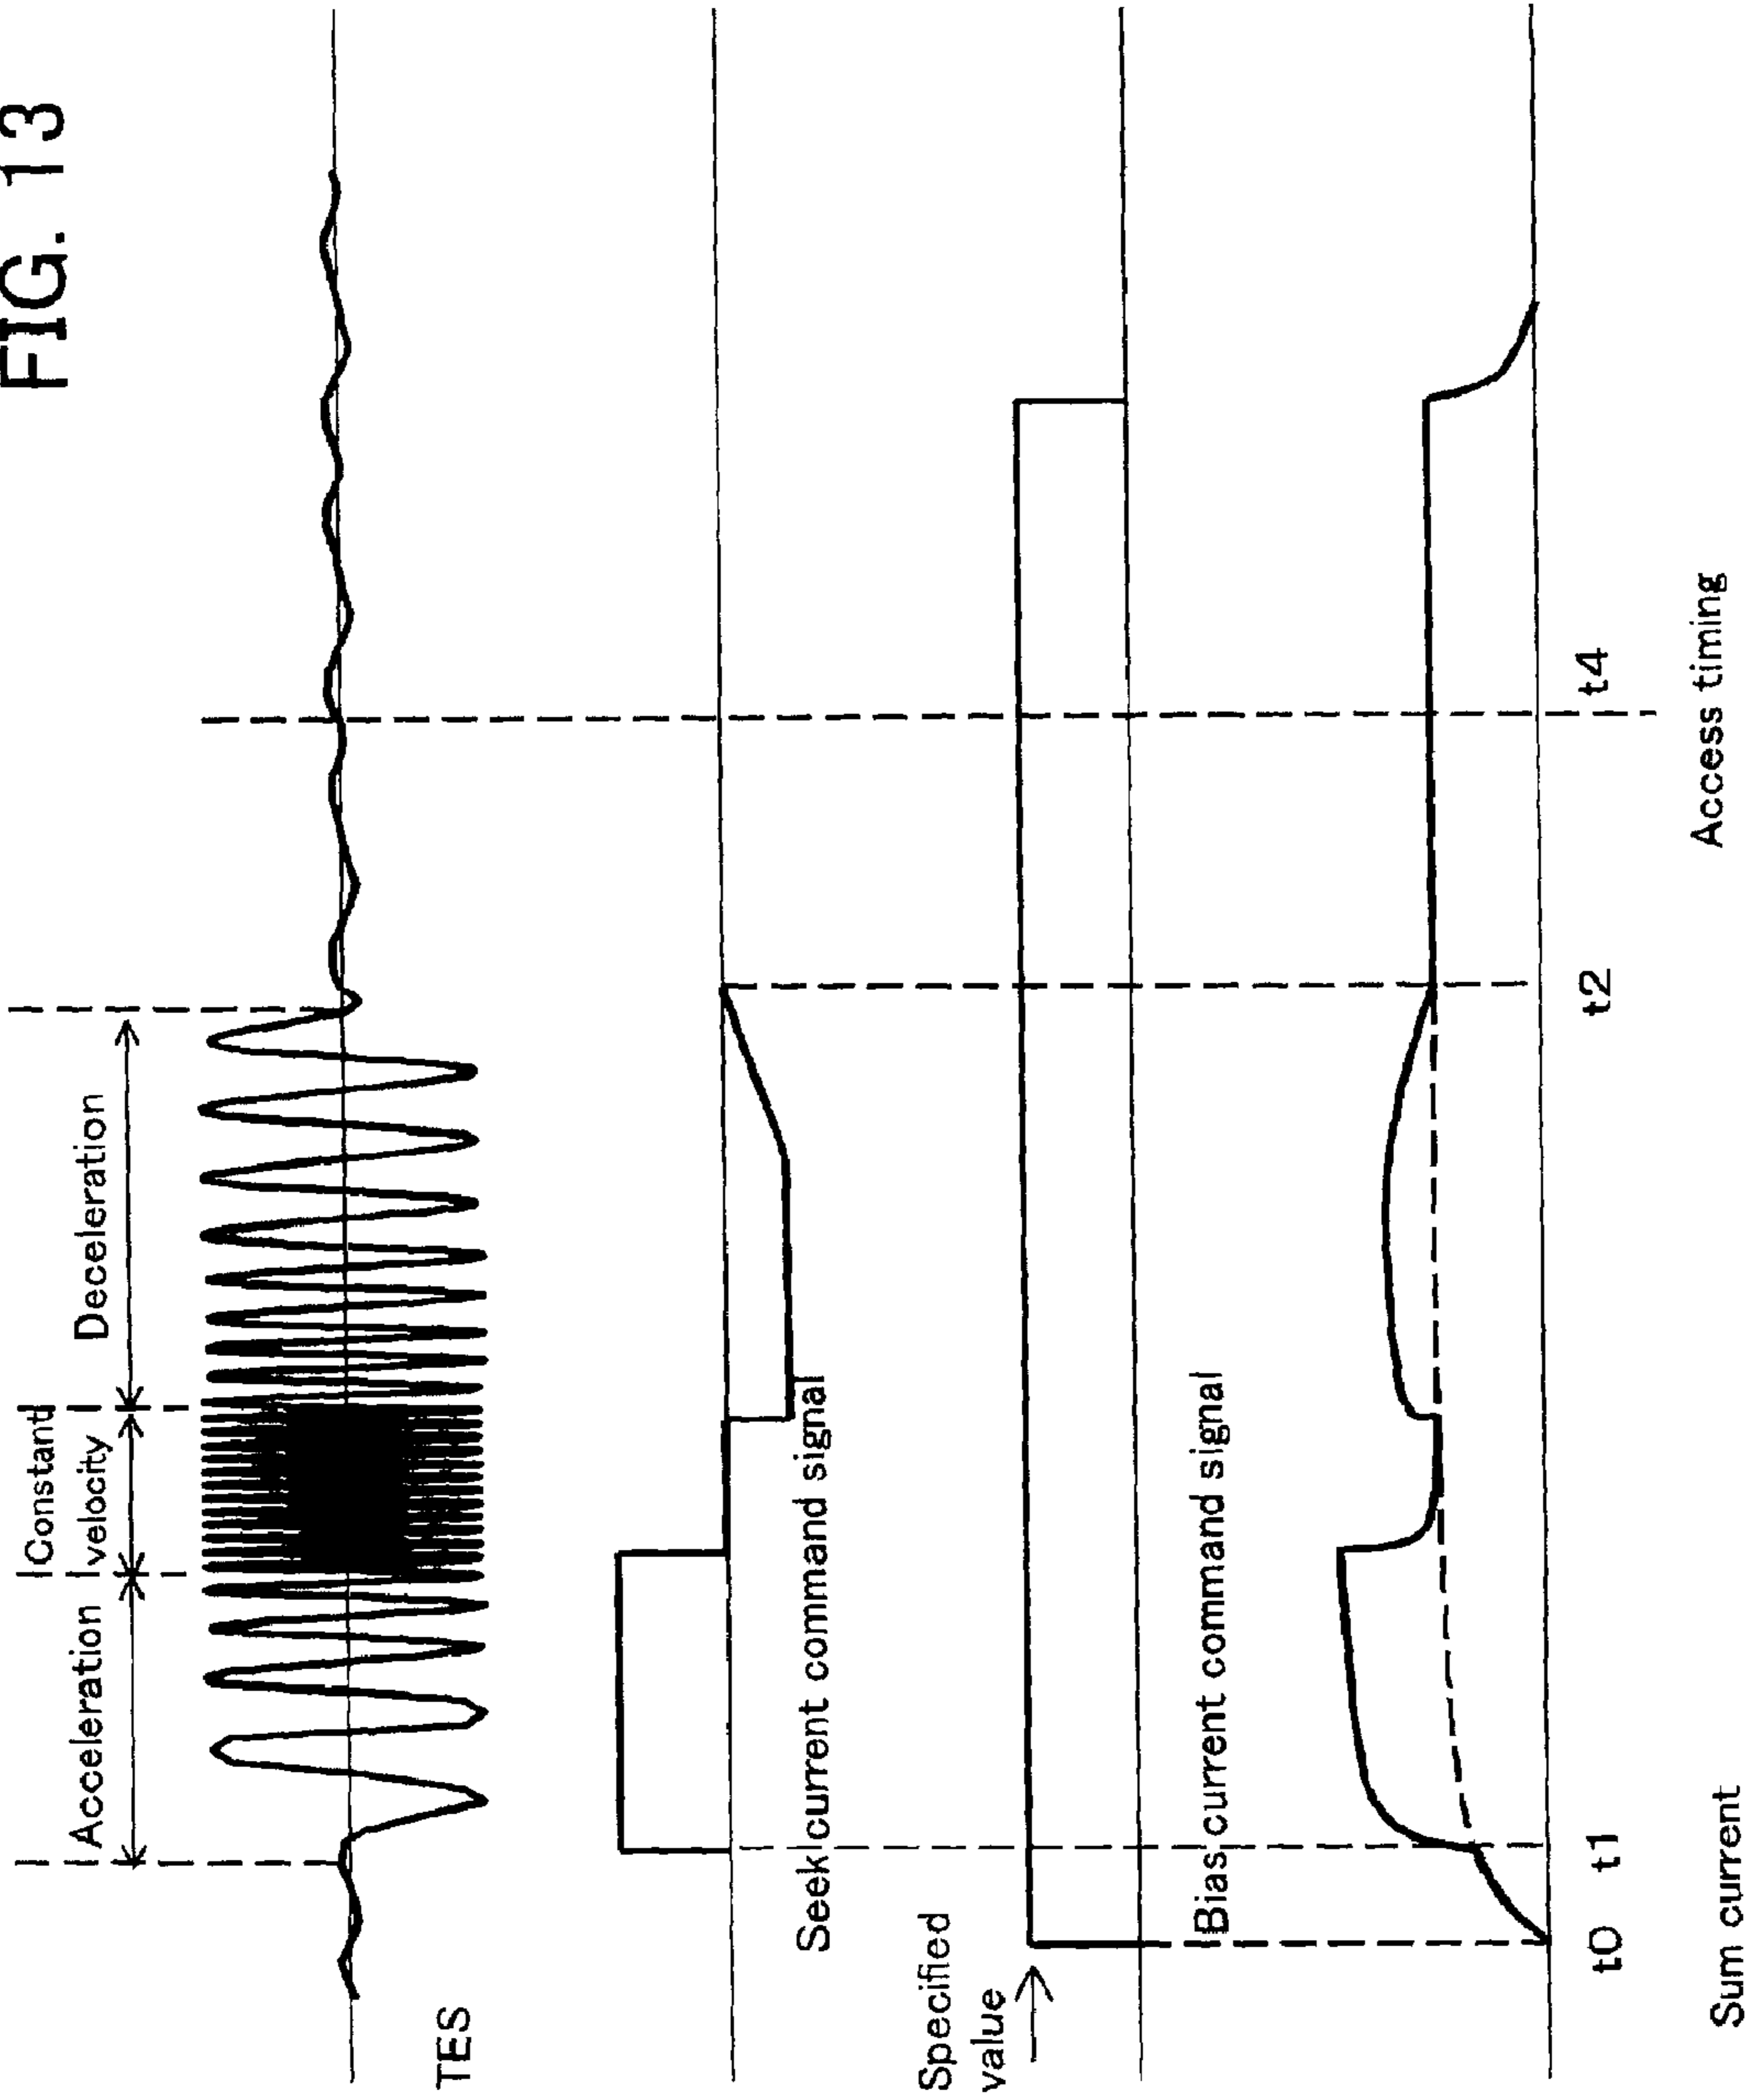 FIG. 13
Acceleration
Constant
velocity
Deceleration
TES
Seek current command signal
Specified
value
Bias current command signal
t0
t1
t2
t4
Sum current
Access timing